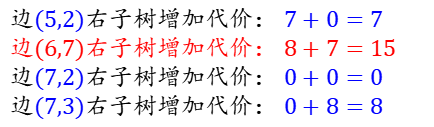 边(5,2)右子树增加代价：7 + 0 = 7
边(6,7)右子树增加代价：8 + 7 = 15
边(7,2)右子树增加代价：0 + 0 = 0
边(7,3)右子树增加代价：0 + 8 = 8